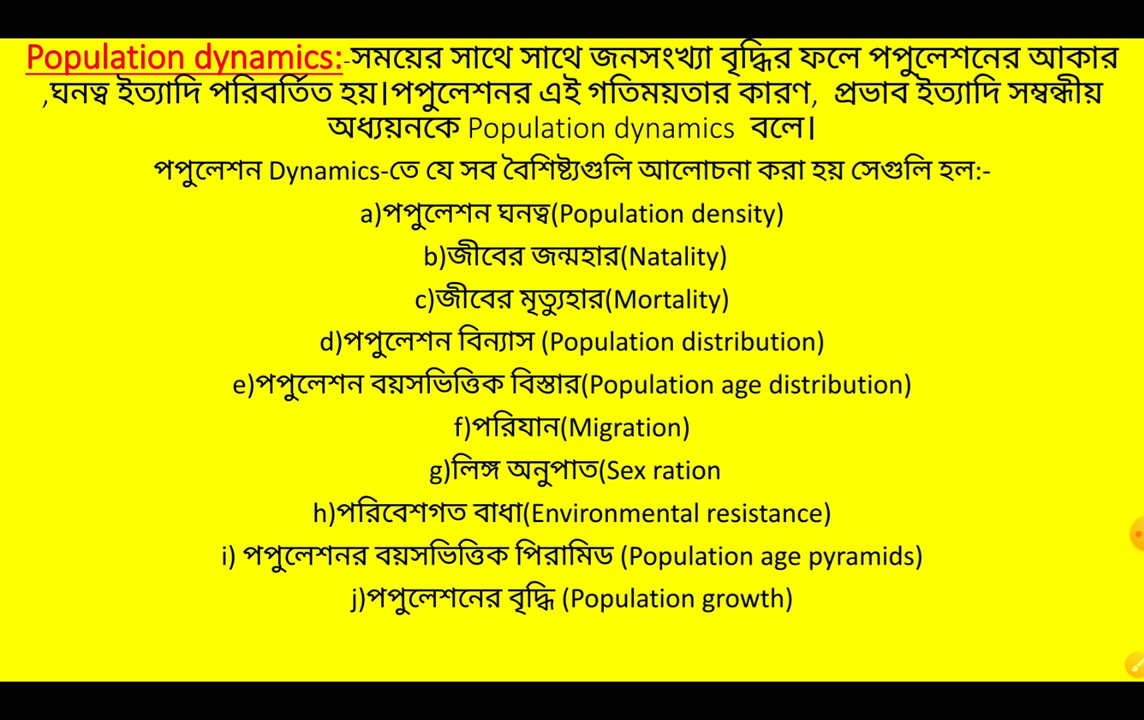 Population dynamics:-সময়ের সাথে সাথে জনসংখ্যা বৃদ্ধির ফলে পপুলেশনের আকার
,ঘনত্ব ইত্যাদি পরিবর্তিত হয়|পপুলেশনর এই গতিময়তার কারণ, প্রভাব ইত্যাদি সম্বন্ধীয়
অধ্যয়নকে Population dynamics বলে|
পপুলেশন Dynamics-তে যে সব বৈশিষ্ট্যগুলি আলোচনা করা হয় সেগুলি হল:-
a)পপুলেশন ঘনত্ব(Population density)
b)জীবের জন্মহার(Natality)
c)জীবের মৃত্যুহার(Mortality)
d)পপুলেশন বিন্যাস (Population distribution)
e)পপুলেশন বয়সভিত্তিক বিস্তার(Population age distribution)
f)পরিযান(Migration)
g)লিঙ্গ অনুপাত(Sex ration
h)পরিবেশগত বাধা(Environmental resistance)
i) পপুলেশনর বয়সভিত্তিক পিরামিড (Population age pyramids)
j)পপুলেশনের বৃদ্ধি (Population growth)